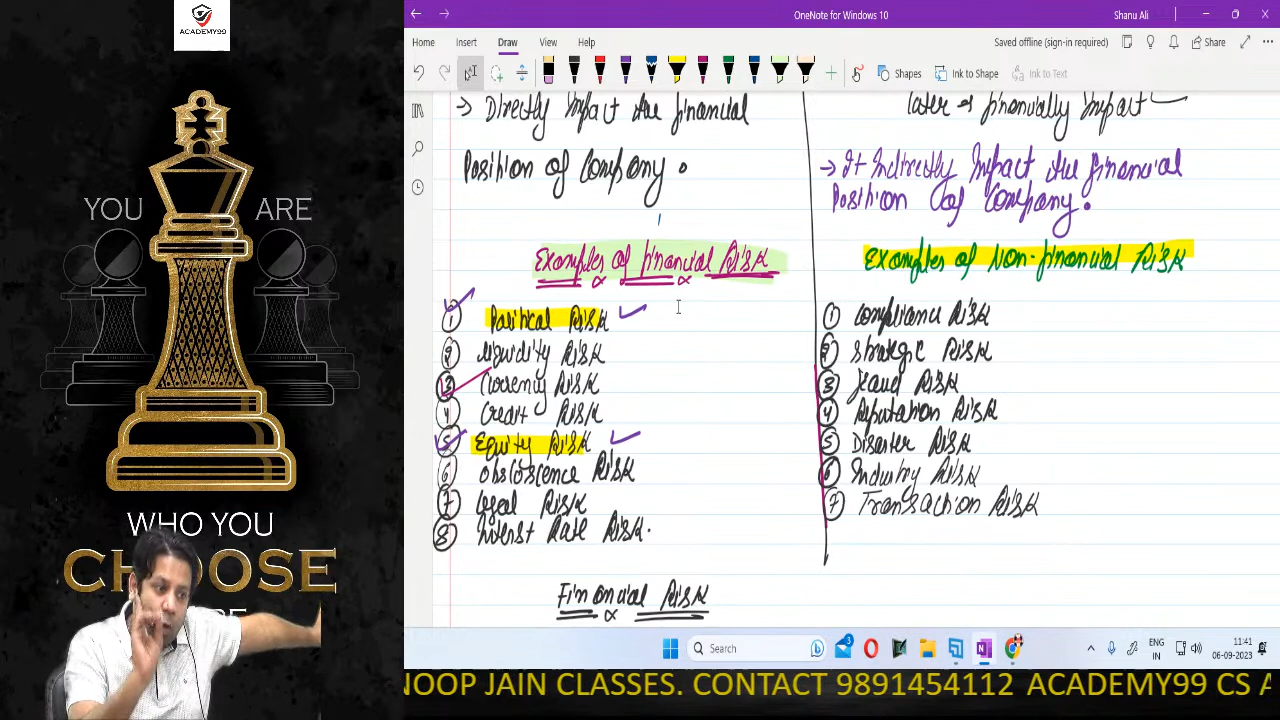 ACADEMY99
YOU ARE
WHO YOU
CHOOSE
OneNote for Windows 10
Shanu Ali
Home Insert Draw View Help
Saved offline (sign-in required)
Share
Shapes
Ink to Shape
Ink to Text
→ Directly impact the financial
Position of Company.
Examples of financial Risk
① Political Risk
② Liquidity Risk
③ Currency Risk
④ Credit Risk
⑤ Equity Risk
⑥ Obsolscence Risk
⑦ Legal Risk
⑧ Interst Rate Risk.
Financial Risk
later financially impact
→ It Indirectly Impact the financial
Position of Company.
Examples of Non-financial Risk
① Compliance Risk
② Strategic Risk
③ Fraud Risk
④ Reputation Risk
⑤ Disaster Risk
⑥ Industry Risk
⑦ Transaction Risk
Search
3
ENG
IN
11:41
06-09-2023
NOOP JAIN CLASSES. CONTACT 9891454112 ACADEMY99 CS